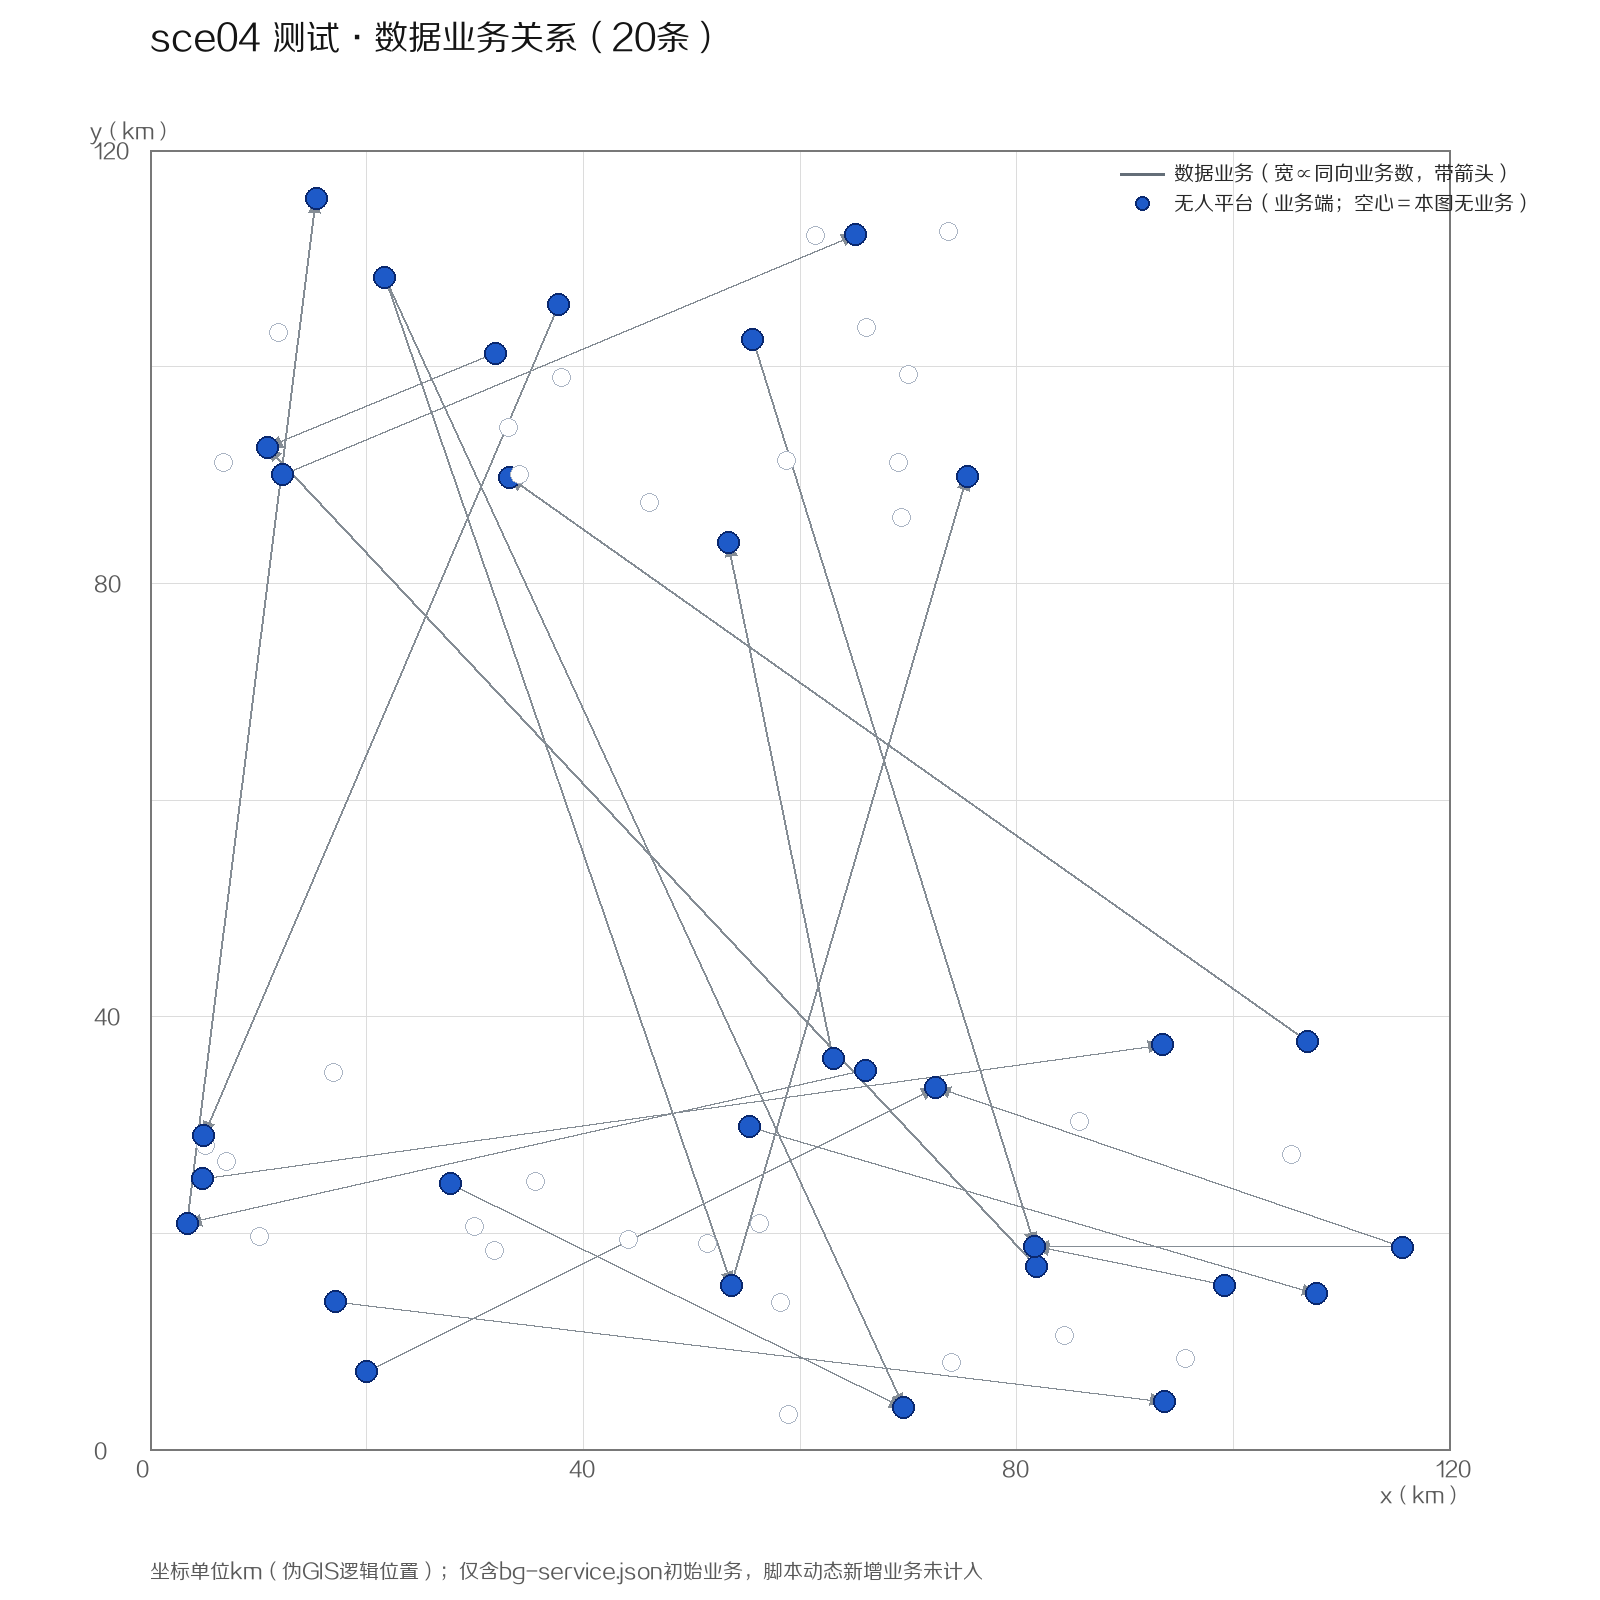 sce04 测试·数据业务关系（20条）
y（km）
120
数据业务（宽∝同向业务数，带箭头）
无人平台（业务端；空心＝本图无业务）
80
40
0
0 40 80 120
x（km）
坐标单位km（伪GIS逻辑位置）；仅含bg-service.json初始业务，脚本动态新增业务未计入